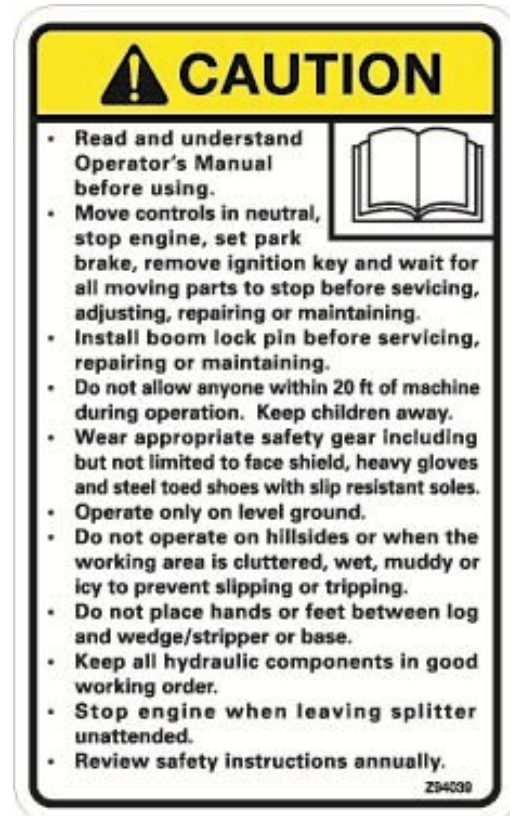 CAUTION
• Read and understand
Operator's Manual
before using.
• Move controls in neutral,
stop engine, set park
brake, remove ignition key and wait for
all moving parts to stop before sevicing,
adjusting, repairing or maintaining.
• Install boom lock pin before servicing,
repairing or maintaining.
• Do not allow anyone within 20 ft of machine
during operation. Keep children away.
• Wear appropriate safety gear including
but not limited to face shield, heavy gloves
and steel toed shoes with slip resistant soles.
• Operate only on level ground.
• Do not operate on hillsides or when the
working area is cluttered, wet, muddy or
icy to prevent slipping or tripping.
• Do not place hands or feet between log
and wedge/stripper or base.
• Keep all hydraulic components in good
working order.
• Stop engine when leaving splitter
unattended.
• Review safety instructions annually.
Z94039